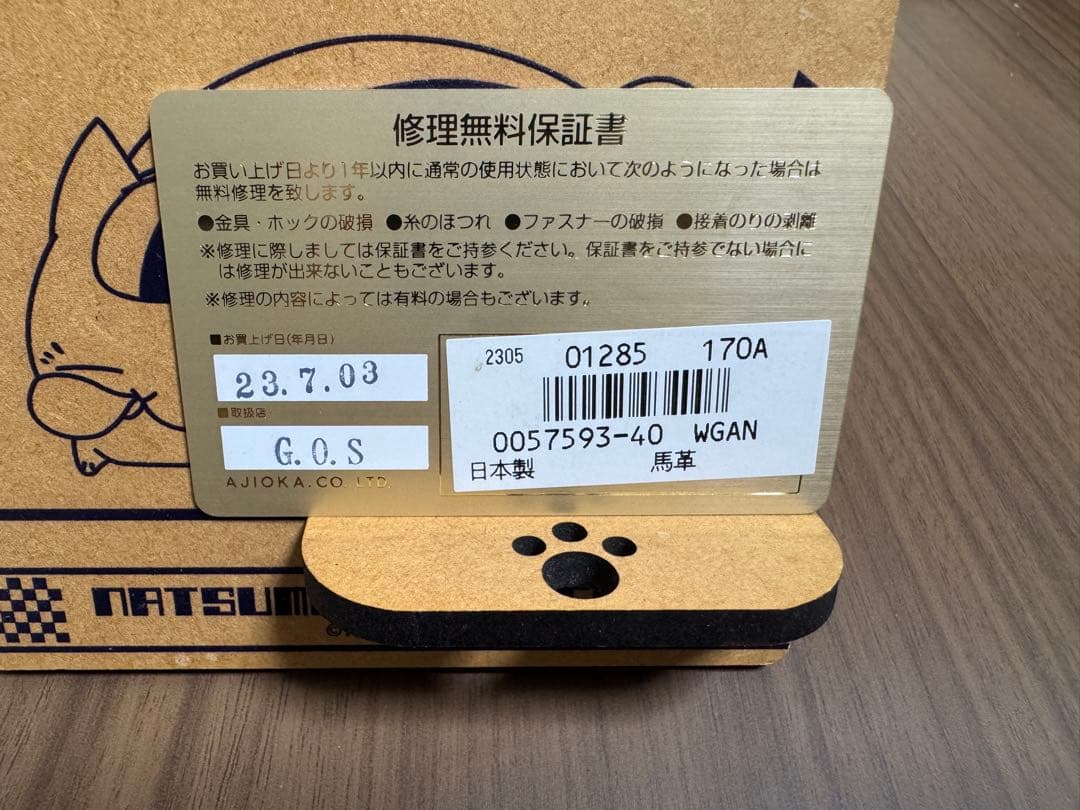 修理無料保証書
お買い上げ日より1年以内に通常の使用状態において次のようになった場合は
無料修理を致します。
●金具・ホックの破損 ●糸のほつれ ●ファスナーの破損 ●接着のりの剥離
※修理に際しましては保証書をご持参ください。保証書をご持参でない場合に
は修理が出来ないこともございます。
※修理の内容によっては有料の場合もございます。
■お買上げ日(年月日)
23.7.03
■取扱店
G.O.S
AJIOKA.CO.LTD.
2305 01285 170A
0057593-40 WGAN
日本製 馬革